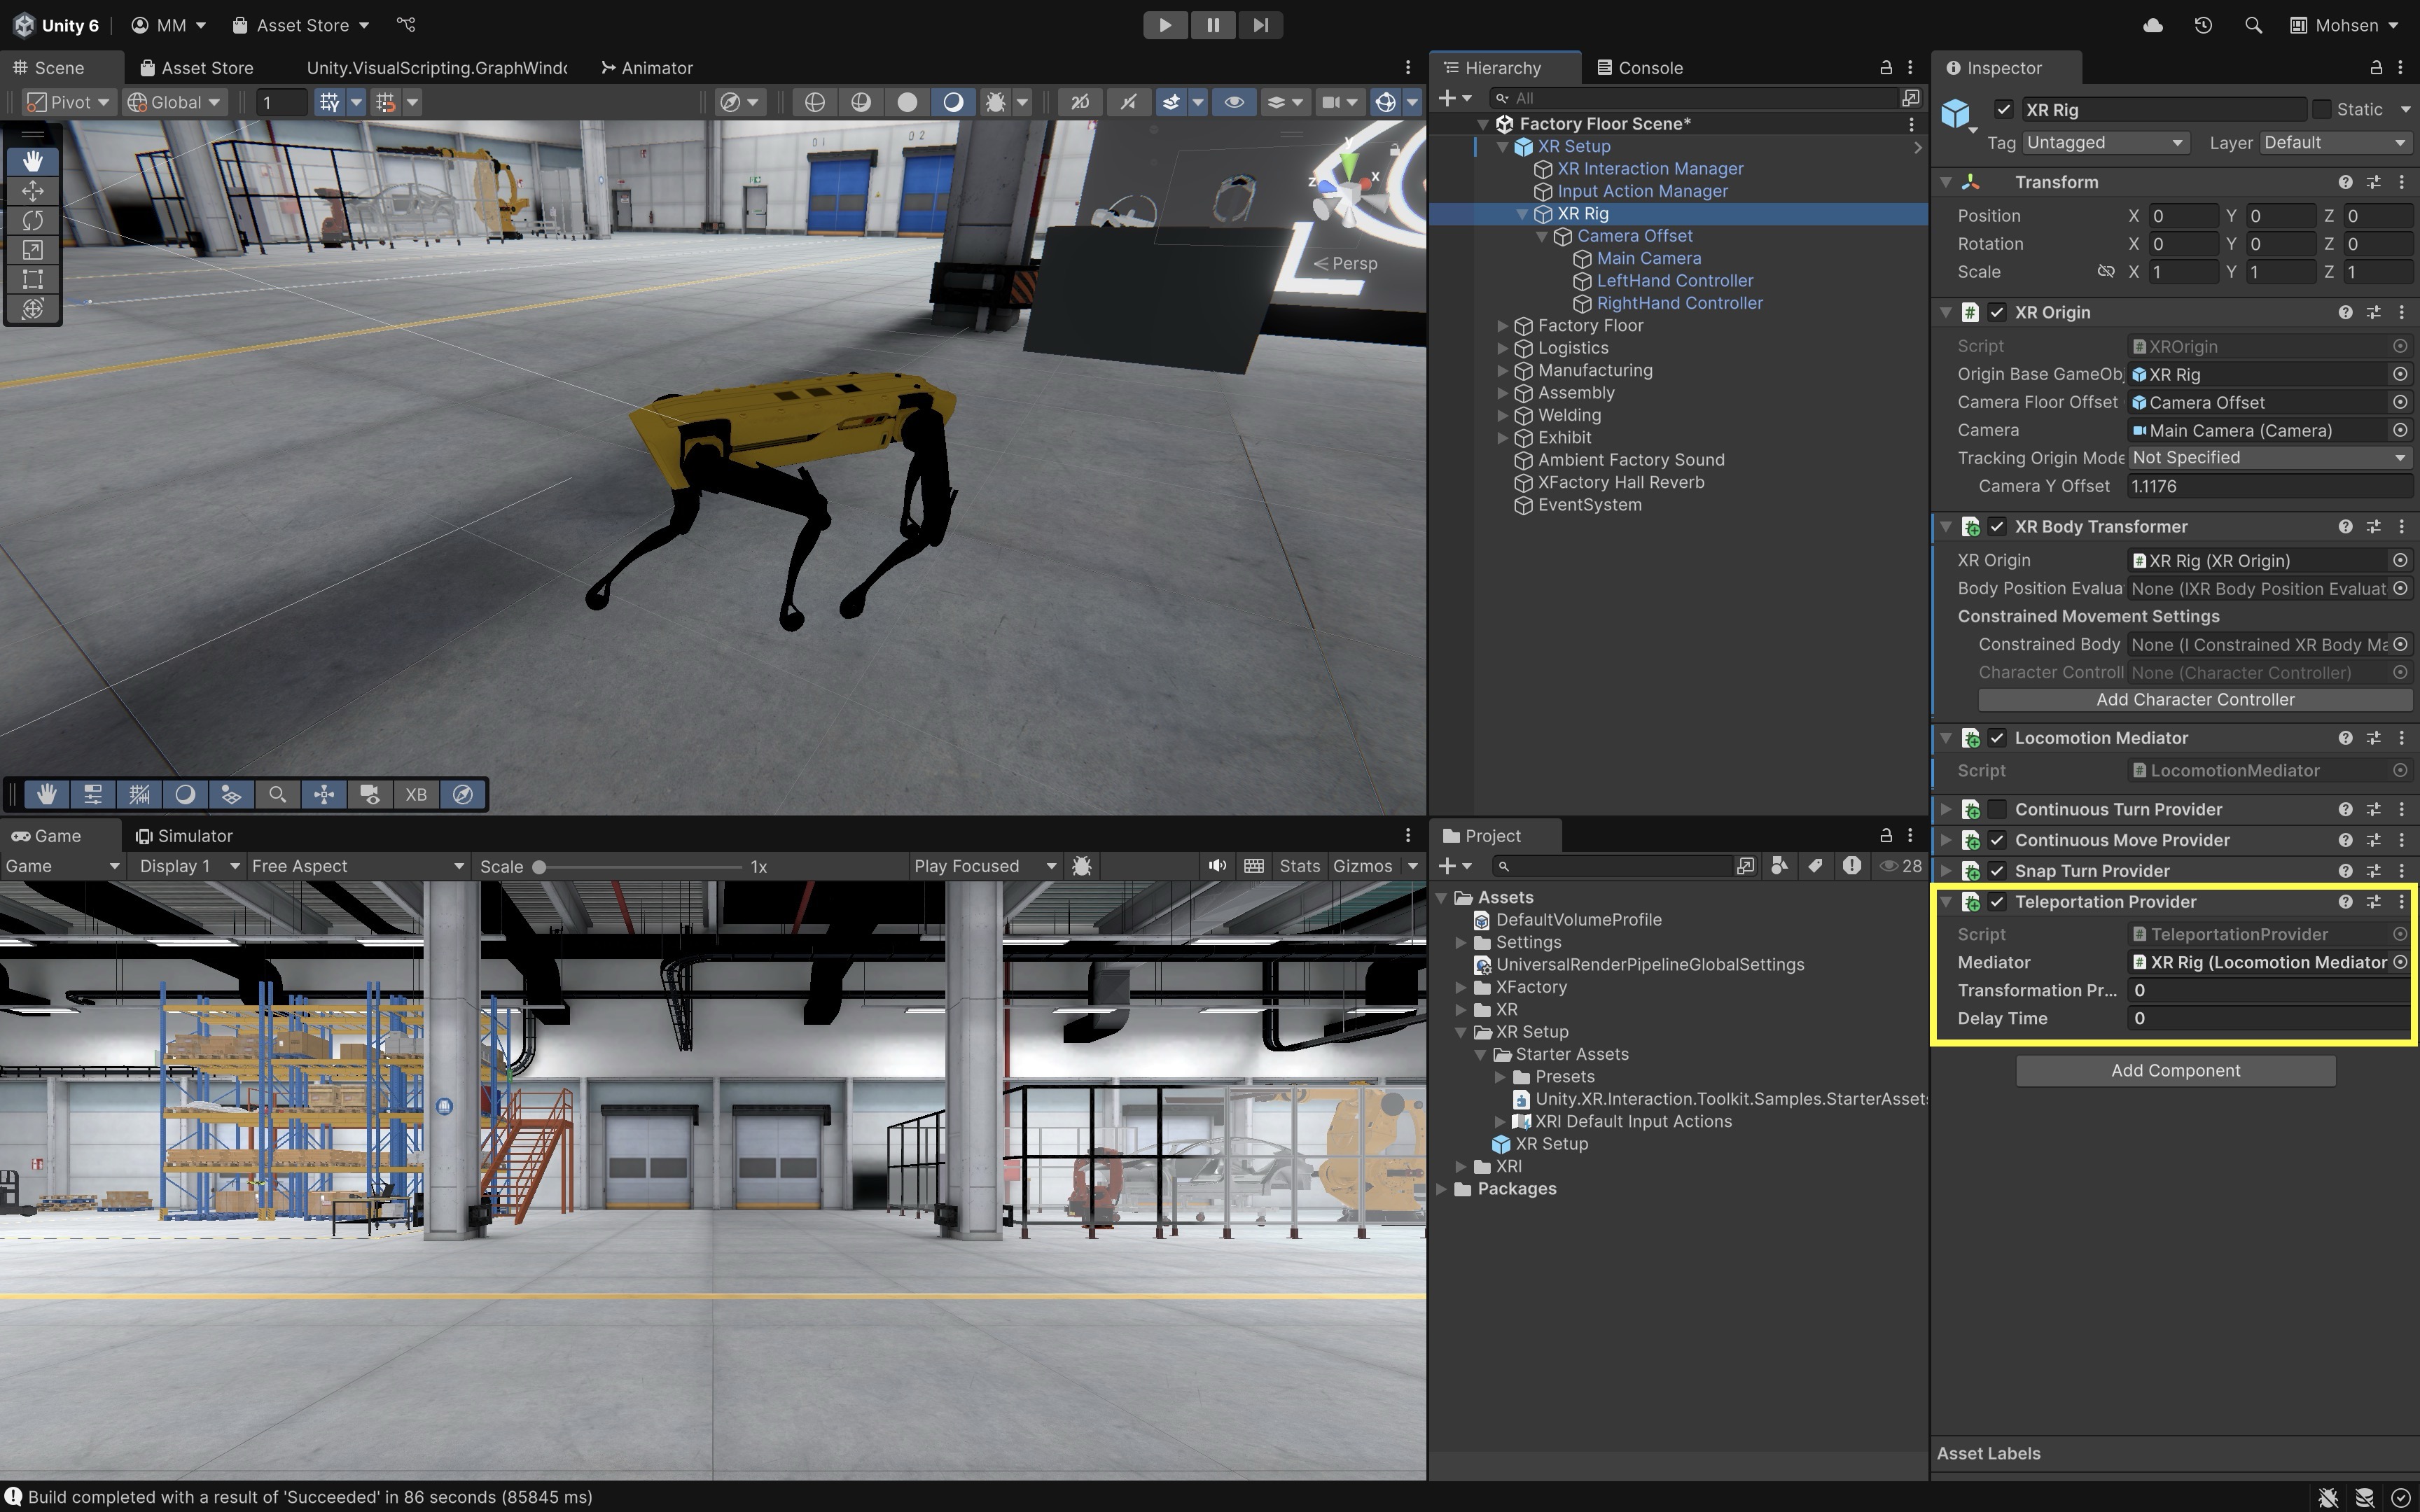 Unity 6
MM
Asset Store
Mohsen
Scene
Asset Store
Unity.VisualScripting.GraphWindo
Animator
Pivot
Global
1
2D
01
02
y
x
z
Persp
XB
Game
Simulator
Game
Display 1
Free Aspect
Scale
1x
Play Focused
Stats
Gizmos
Hierarchy
Console
All
Factory Floor Scene*
XR Setup
XR Interaction Manager
Input Action Manager
XR Rig
Camera Offset
Main Camera
LeftHand Controller
RightHand Controller
Factory Floor
Logistics
Manufacturing
Assembly
Welding
Exhibit
Ambient Factory Sound
XFactory Hall Reverb
EventSystem
Project
28
Assets
DefaultVolumeProfile
Settings
UniversalRenderPipelineGlobalSettings
XFactory
XR
XR Setup
Starter Assets
Presets
Unity.XR.Interaction.Toolkit.Samples.StarterAsset
XRI Default Input Actions
XR Setup
XRI
Packages
Inspector
XR Rig
Static
Tag Untagged Layer Default
Transform
Position X 0 Y 0 Z 0
Rotation X 0 Y 0 Z 0
Scale X 1 Y 1 Z 1
XR Origin
Script XROrigin
Origin Base GameObj XR Rig
Camera Floor Offset Camera Offset
Camera Main Camera (Camera)
Tracking Origin Mode Not Specified
Camera Y Offset 1.1176
XR Body Transformer
XR Origin XR Rig (XR Origin)
Body Position Evalua None (IXR Body Position Evaluat
Constrained Movement Settings
Constrained Body None (I Constrained XR Body Ma
Character Controll None (Character Controller)
Add Character Controller
Locomotion Mediator
Script LocomotionMediator
Continuous Turn Provider
Continuous Move Provider
Snap Turn Provider
Teleportation Provider
Script TeleportationProvider
Mediator XR Rig (Locomotion Mediator
Transformation Pr... 0
Delay Time 0
Add Component
Asset Labels
Build completed with a result of 'Succeeded' in 86 seconds (85845 ms)